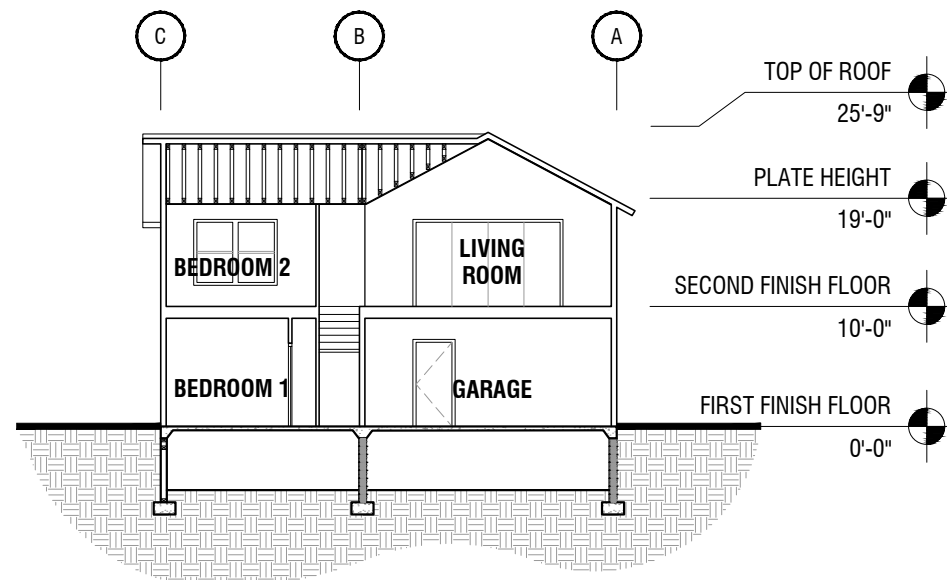 C
B
A
TOP OF ROOF
25'-9"
PLATE HEIGHT
19'-0"
SECOND FINISH FLOOR
10'-0"
FIRST FINISH FLOOR
0'-0"
BEDROOM 2
LIVING
ROOM
BEDROOM 1
GARAGE